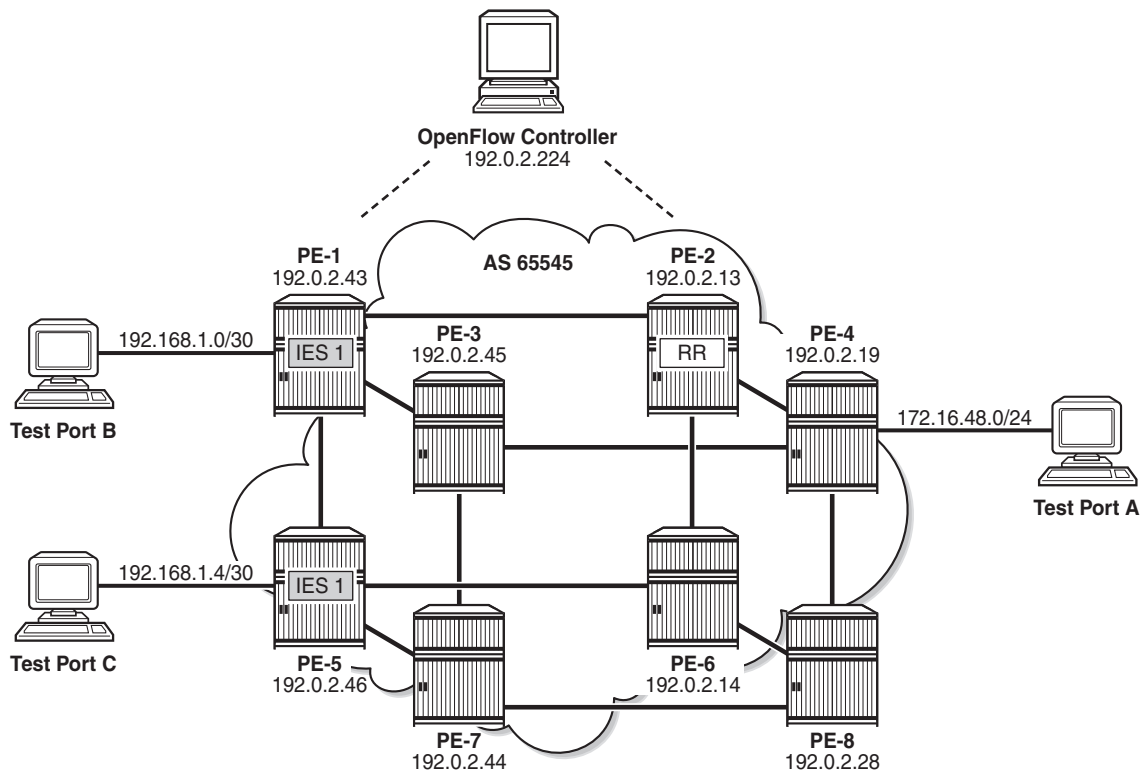 OpenFlow Controller
192.0.2.224
AS 65545
PE-1
192.0.2.43
PE-2
192.0.2.13
PE-3
192.0.2.45
PE-4
192.0.2.19
192.168.1.0/30
IES 1
RR
Test Port B
172.16.48.0/24
Test Port A
192.168.1.4/30
IES 1
Test Port C
PE-5
192.0.2.46
PE-6
192.0.2.14
PE-7
192.0.2.44
PE-8
192.0.2.28